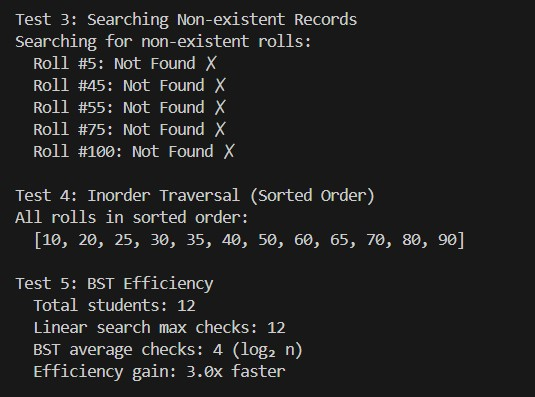 Test 3: Searching Non-existent Records
Searching for non-existent rolls:
Roll #5: Not Found ✗
Roll #45: Not Found ✗
Roll #55: Not Found ✗
Roll #75: Not Found ✗
Roll #100: Not Found ✗
Test 4: Inorder Traversal (Sorted Order)
All rolls in sorted order:
[10, 20, 25, 30, 35, 40, 50, 60, 65, 70, 80, 90]
Test 5: BST Efficiency
Total students: 12
Linear search max checks: 12
BST average checks: 4 (log₂ n)
Efficiency gain: 3.0x faster